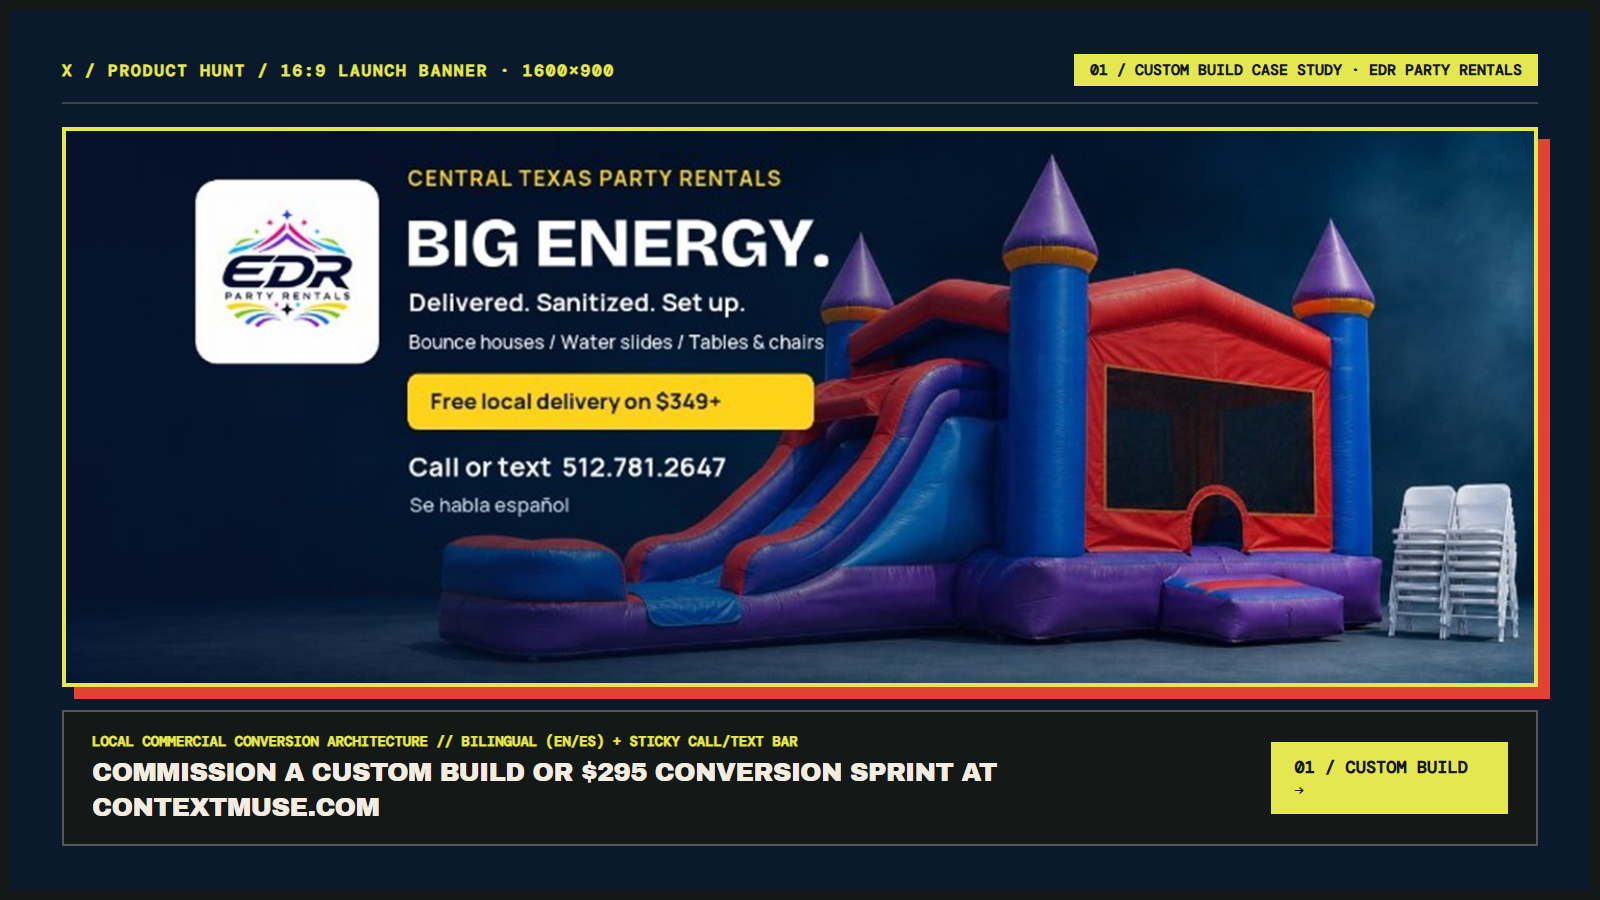 X / PRODUCT HUNT / 16:9 LAUNCH BANNER · 1600×900
01 / CUSTOM BUILD CASE STUDY · EDR PARTY RENTALS
EDR
PARTY RENTALS
CENTRAL TEXAS PARTY RENTALS
BIG ENERGY.
Delivered. Sanitized. Set up.
Bounce houses / Water slides / Tables & chairs
Free local delivery on $349+
Call or text 512.781.2647
Se habla español
LOCAL COMMERCIAL CONVERSION ARCHITECTURE // BILINGUAL (EN/ES) + STICKY CALL/TEXT BAR
COMMISSION A CUSTOM BUILD OR $295 CONVERSION SPRINT AT
CONTEXTMUSE.COM
01 / CUSTOM BUILD
→